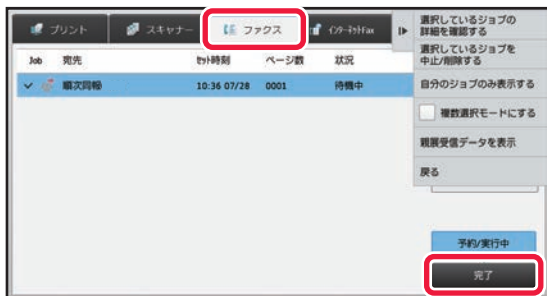 プリント
スキャナー
ファクス
インターネットFax
Job 宛先 セット時刻 ページ数 状況
順次同報 10:36 07/28 0001 待機中
選択しているジョブの
詳細を確認する
選択しているジョブを
中止/削除する
自分のジョブのみ表示する
複数選択モードにする
親展受信データを表示
戻る
予約/実行中
完了